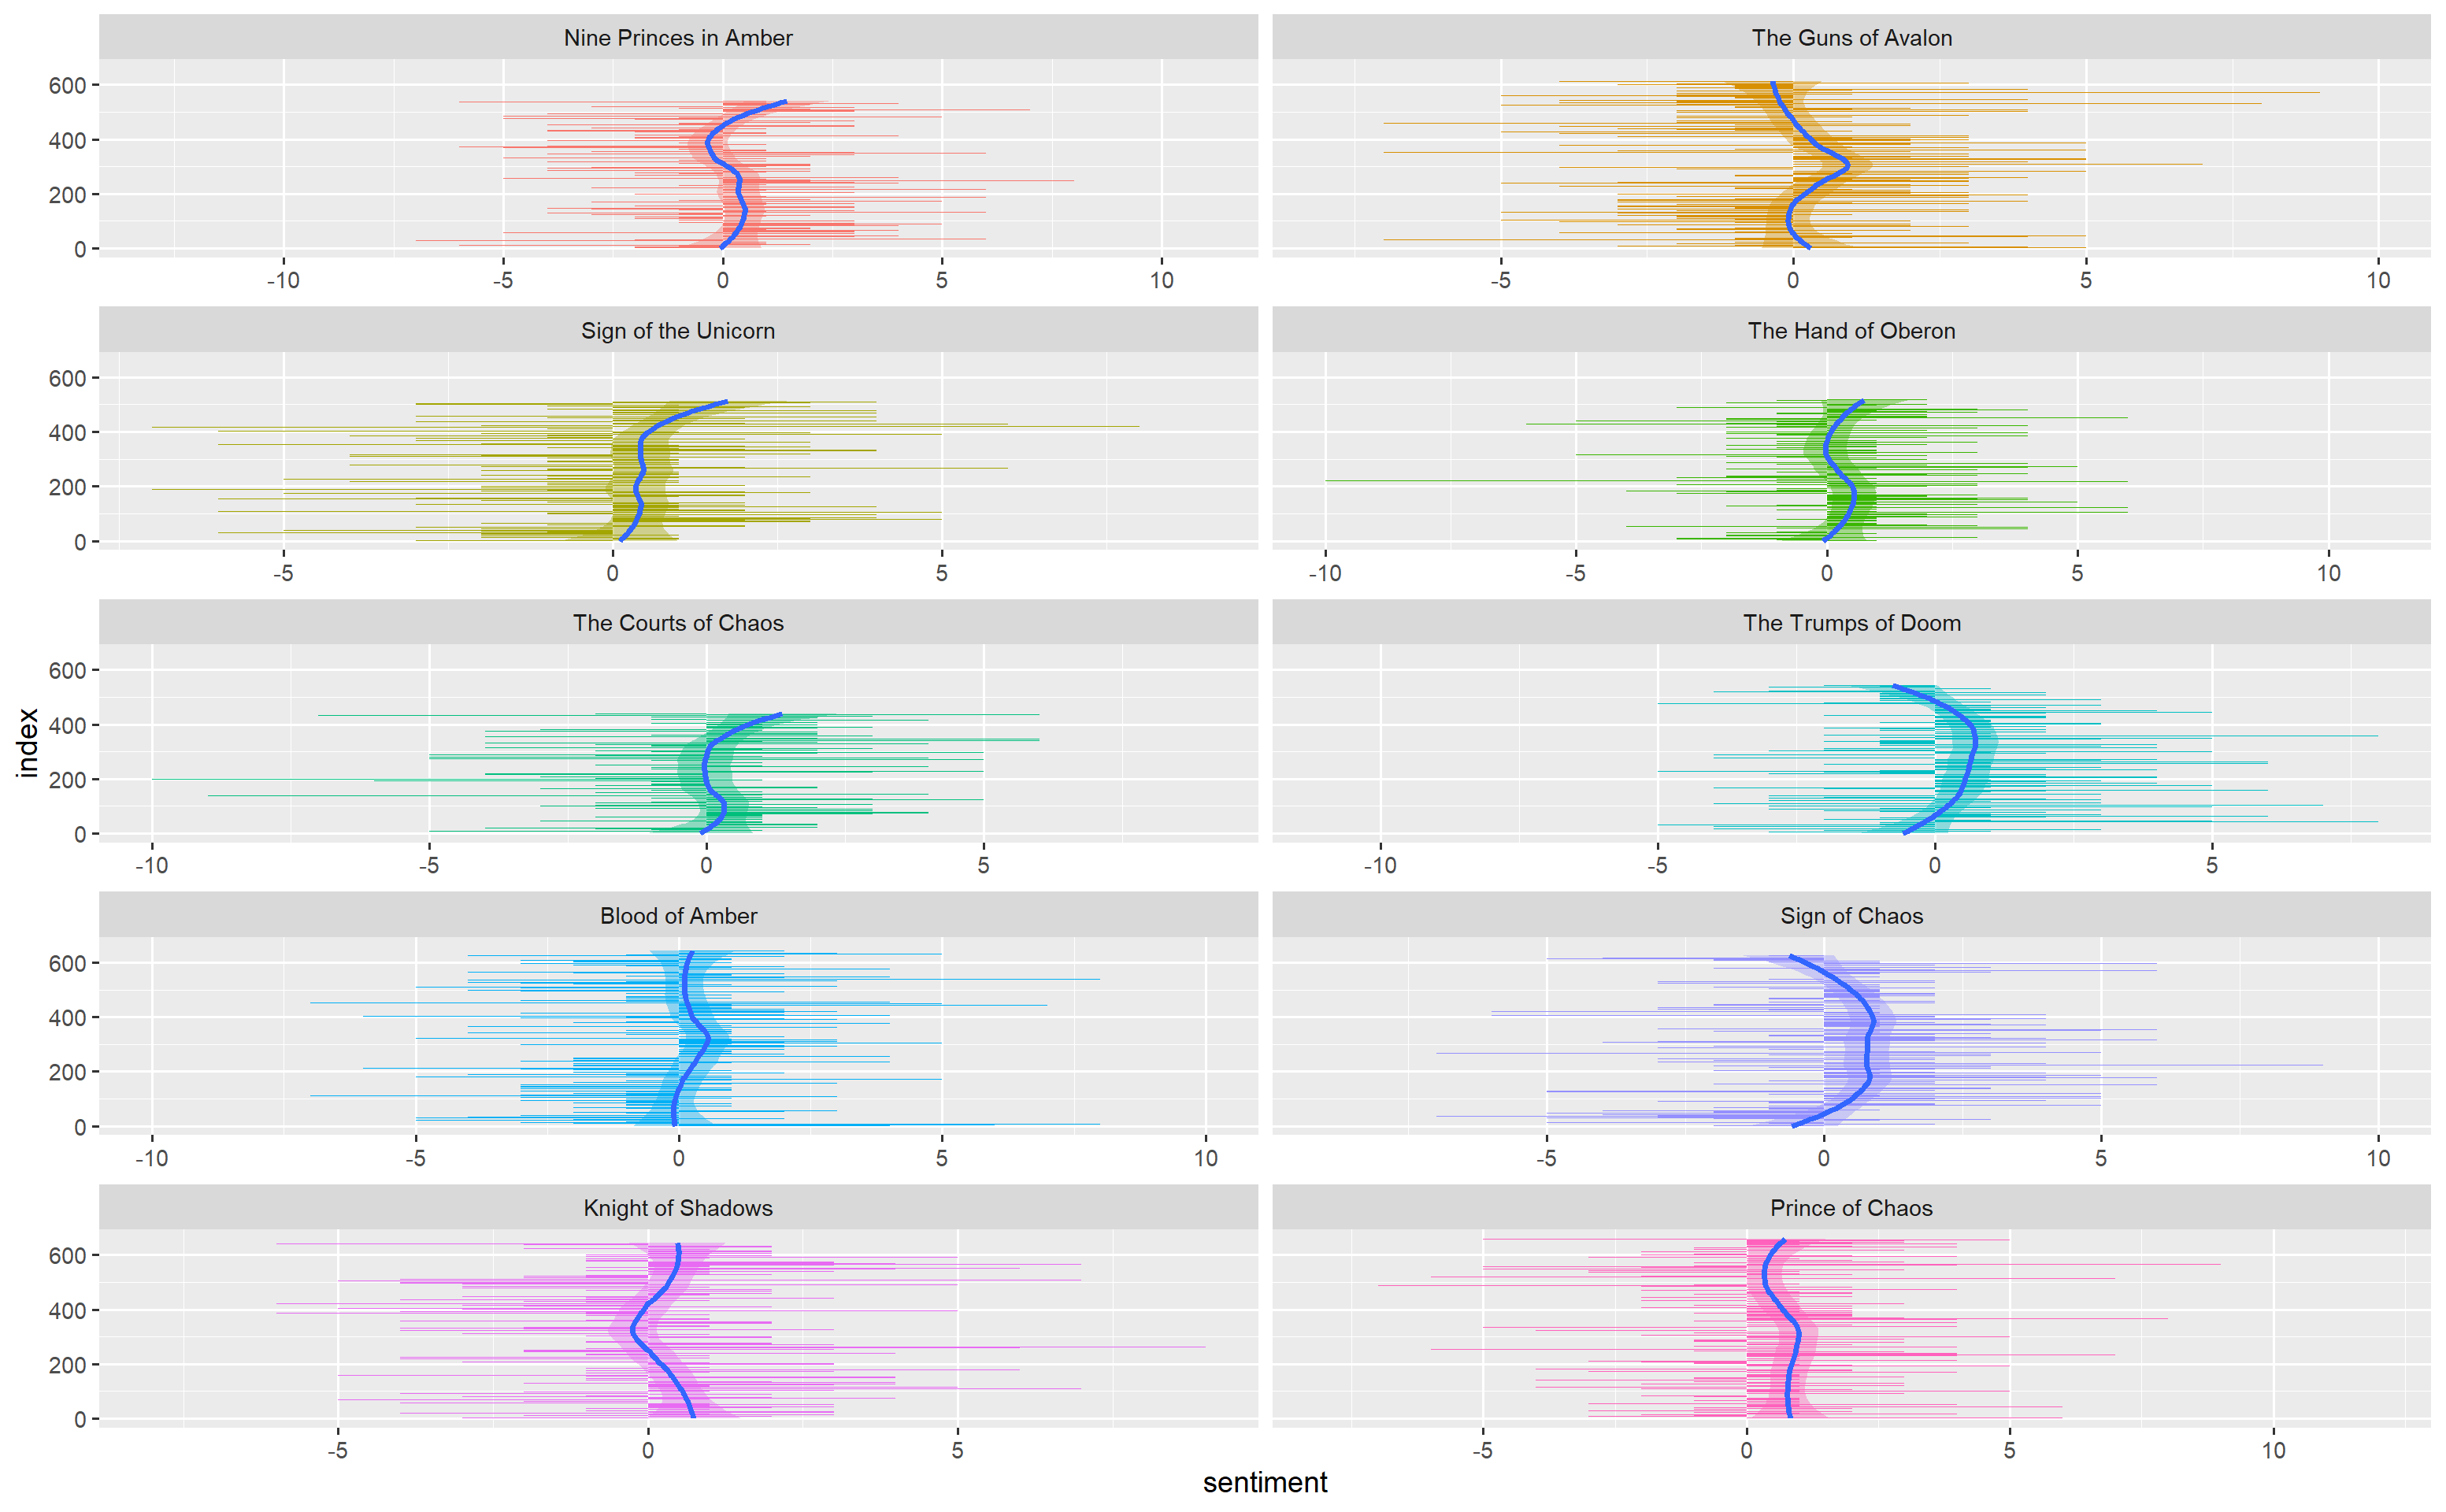 Nine Princes in Amber
The Guns of Avalon
600
400
200
0
-10 -5 0 5 10
-5 0 5 10
Sign of the Unicorn
The Hand of Oberon
600
400
200
0
-5 0 5
-10 -5 0 5 10
The Courts of Chaos
The Trumps of Doom
600
400
200
0
-10 -5 0 5
-10 -5 0 5
index
Blood of Amber
Sign of Chaos
600
400
200
0
-10 -5 0 5 10
-5 0 5 10
Knight of Shadows
Prince of Chaos
600
400
200
0
-5 0 5
-5 0 5 10
sentiment